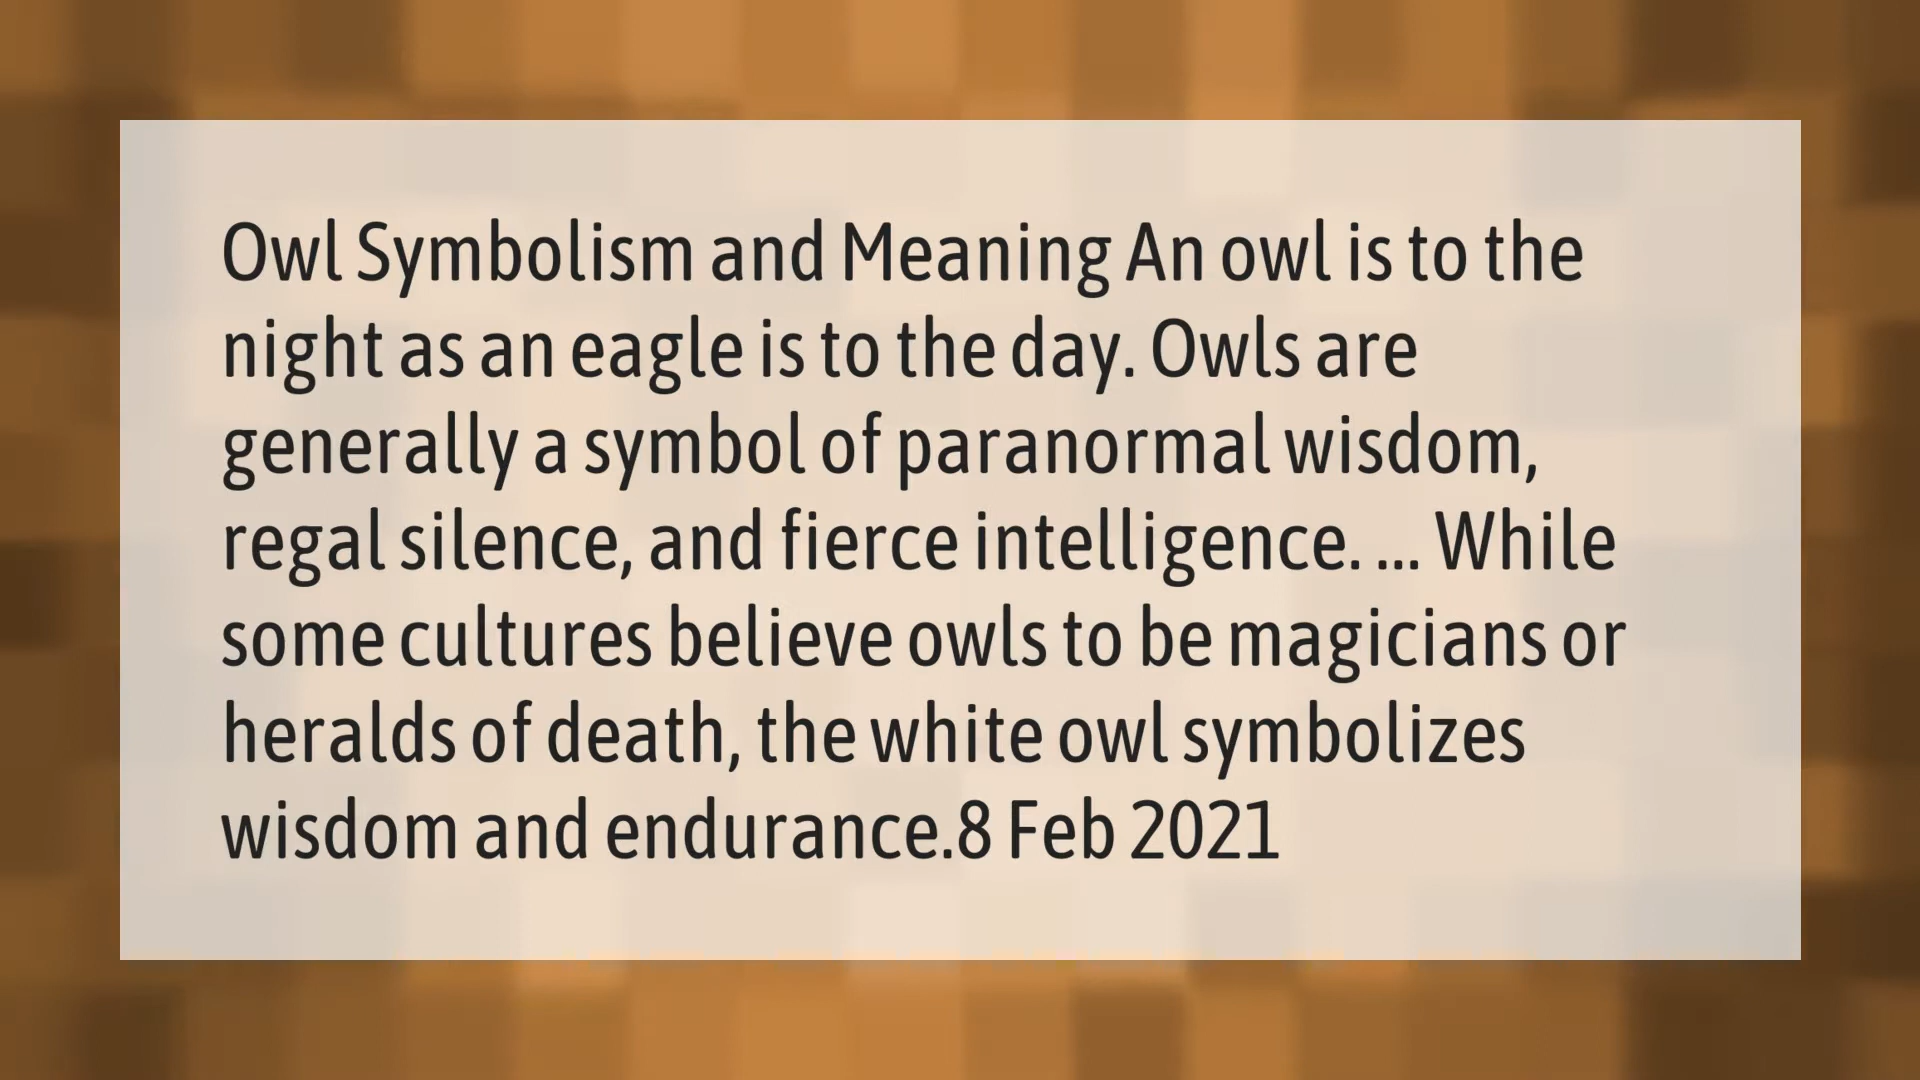 Owl Symbolism and Meaning An owl is to the
night as an eagle is to the day. Owls are
generally a symbol of paranormal wisdom,
regal silence, and fierce intelligence. ... While
some cultures believe owls to be magicians or
heralds of death, the white owl symbolizes
wisdom and endurance.8 Feb 2021